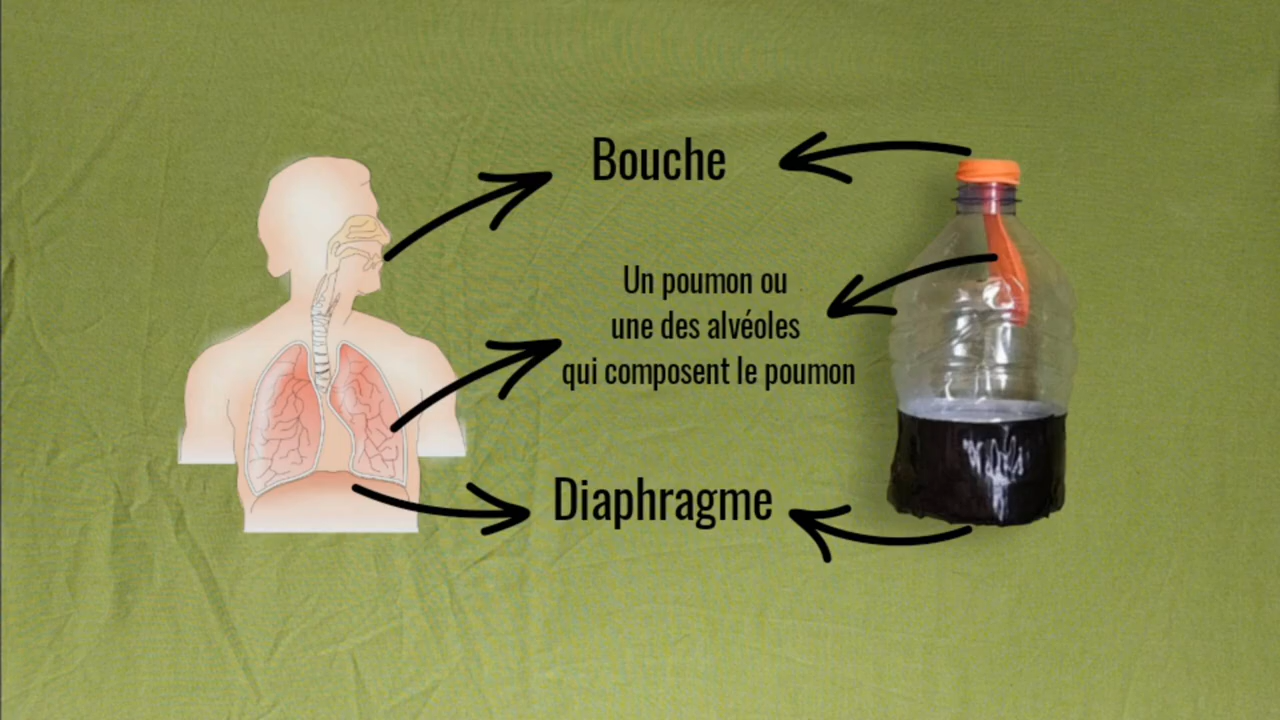 Bouche
Un poumon ou
une des alvéoles
qui composent le poumon
Diaphragme